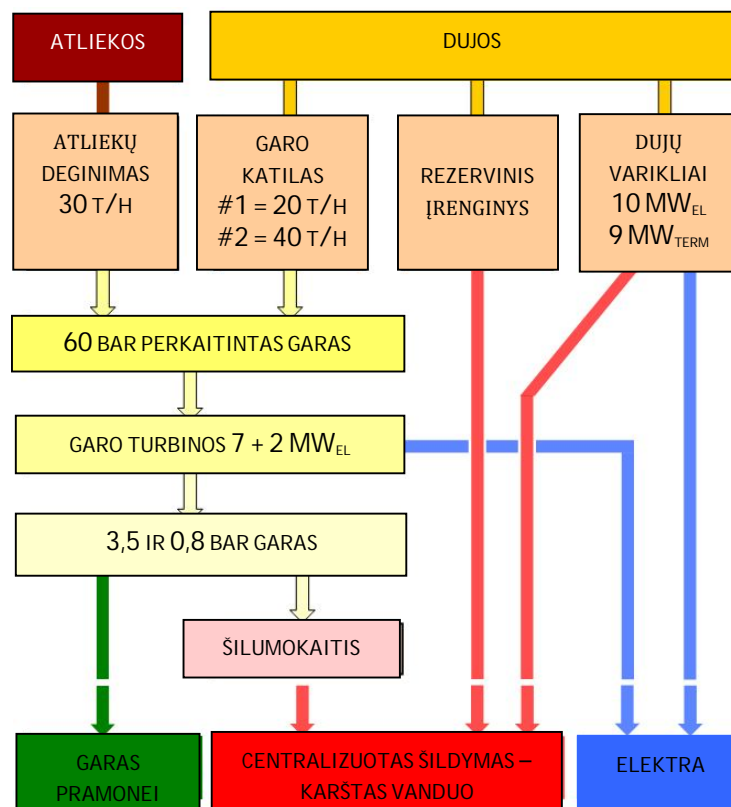 ATLIEKOS
DUJOS
ATLIEKŲ
DEGINIMAS
30 T/H
GARO
KATILAS
#1 = 20 T/H
#2 = 40 T/H
REZERVINIS
ĮRENGINYS
DUJŲ
VARIKLIAI
10 MWEL
9 MWTERM
60 BAR PERKAITINTAS GARAS
GARO TURBINOS 7 + 2 MWEL
3,5 IR 0,8 BAR GARAS
ŠILUMOKAITIS
GARAS
PRAMONEI
CENTRALIZUOTAS ŠILDYMAS –
KARŠTAS VANDUO
ELEKTRA